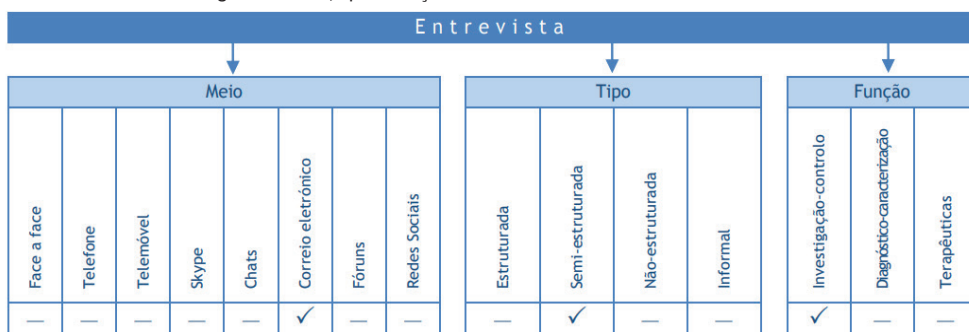 Entrevista
Meio
Tipo
Função
Face a face
Telefone
Telemóvel
Skype
Chats
Correio eletrónico
Fóruns
Redes Sociais
Estruturada
Semi-estruturada
Não-estruturada
Informal
Investigação-controlo
Diagnóstico-caracterização
Terapêuticas
— — — — — ✓ — — — ✓ — — ✓ — —